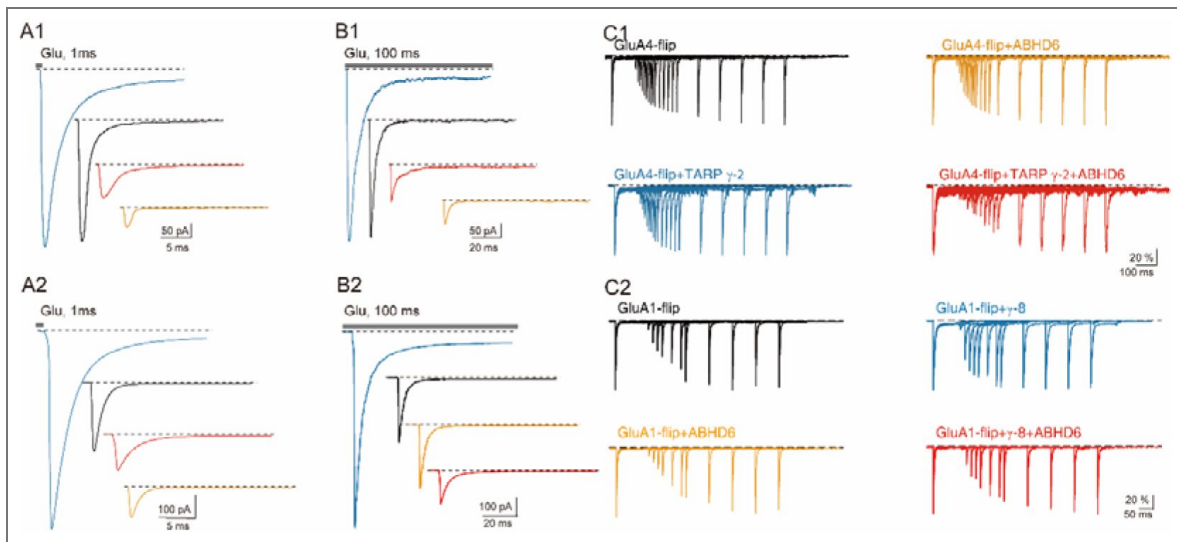 A1
Glu, 1ms
50 pA
5 ms
B1
Glu, 100 ms
50 pA
20 ms
C1
GluA4-flip
GluA4-flip+ABHD6
GluA4-flip+TARP γ-2
GluA4-flip+TARP γ-2+ABHD6
20 %
100 ms
A2
Glu, 1ms
100 pA
5 ms
B2
Glu, 100 ms
100 pA
20 ms
C2
GluA1-flip
GluA1-flip+γ-8
GluA1-flip+ABHD6
GluA1-flip+γ-8+ABHD6
20 %
50 ms